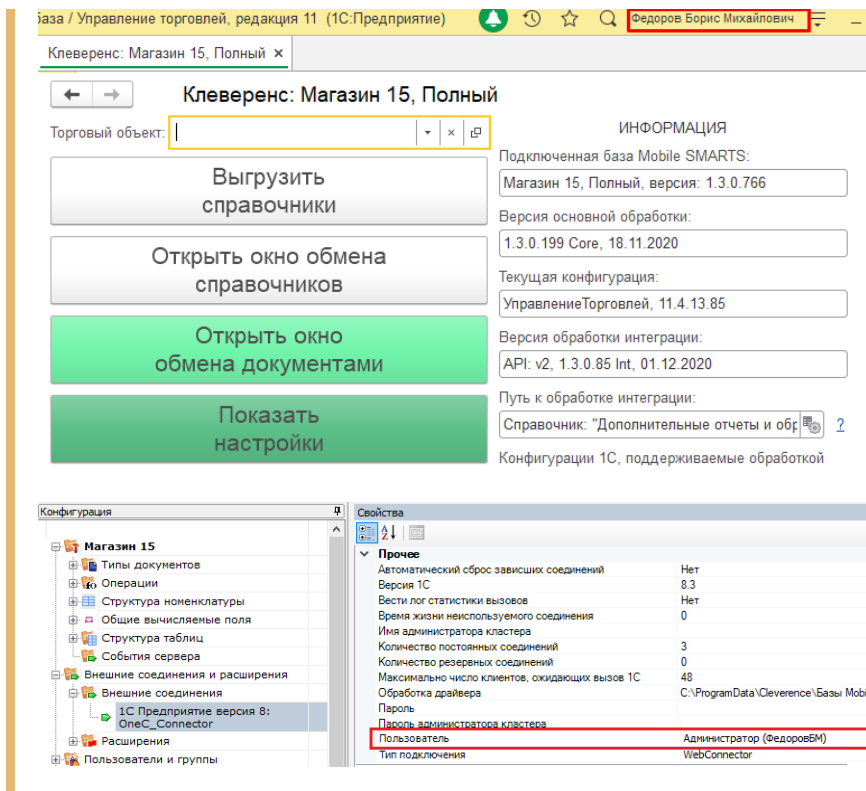 база / Управление торговлей, редакция 11 (1С:Предприятие) Федоров Борис Михайлович
Клеверенс: Магазин 15, Полный ×
Клеверенс: Магазин 15, Полный
Торговый объект:
Выгрузить
справочники
Открыть окно обмена
справочников
Открыть окно
обмена документами
Показать
настройки
ИНФОРМАЦИЯ
Подключенная база Mobile SMARTS:
Магазин 15, Полный, версия: 1.3.0.766
Версия основной обработки:
1.3.0.199 Core, 18.11.2020
Текущая конфигурация:
УправлениеТорговлей, 11.4.13.85
Версия обработки интеграции:
API: v2, 1.3.0.85 Int, 01.12.2020
Путь к обработке интеграции:
Справочник: "Дополнительные отчеты и обр ?
Конфигурации 1С, поддерживаемые обработкой
Конфигурация
Магазин 15
Типы документов
Операции
Структура номенклатуры
Общие вычисляемые поля
Структура таблиц
События сервера
Внешние соединения и расширения
Внешние соединения
1С Предприятие версия 8:
OneC_Connector
Расширения
Пользователи и группы
Свойства
Прочее
Автоматический сброс зависших соединений Нет
Версия 1С 8.3
Вести лог статистики вызовов Нет
Время жизни неиспользуемого соединения 0
Имя администратора кластера
Количество постоянных соединений 3
Количество резервных соединений 0
Максимально число клиентов, ожидающих вызов 1С 48
Обработка драйвера C:\ProgramData\Cleverence\Базы Mobi
Пароль
Пароль администратора кластера
Пользователь Администратор (ФедоровБМ)
Тип подключения WebConnector